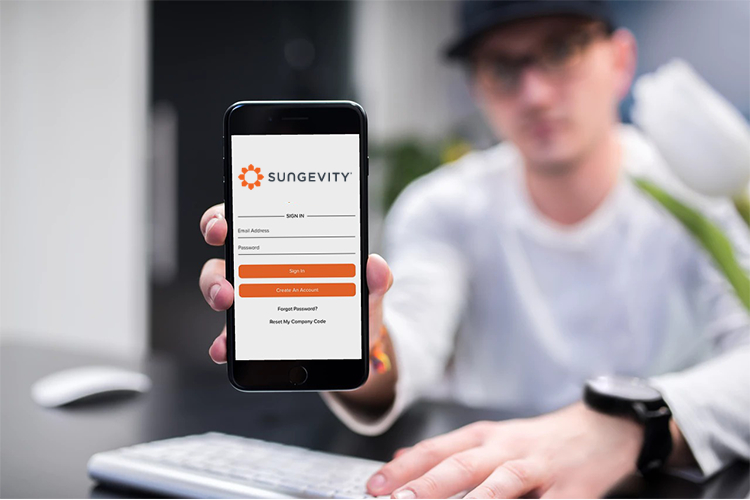 SUNGEVITY
SIGN IN
Email Address
Password
Sign In
Create An Account
Forgot Password?
Reset My Company Code